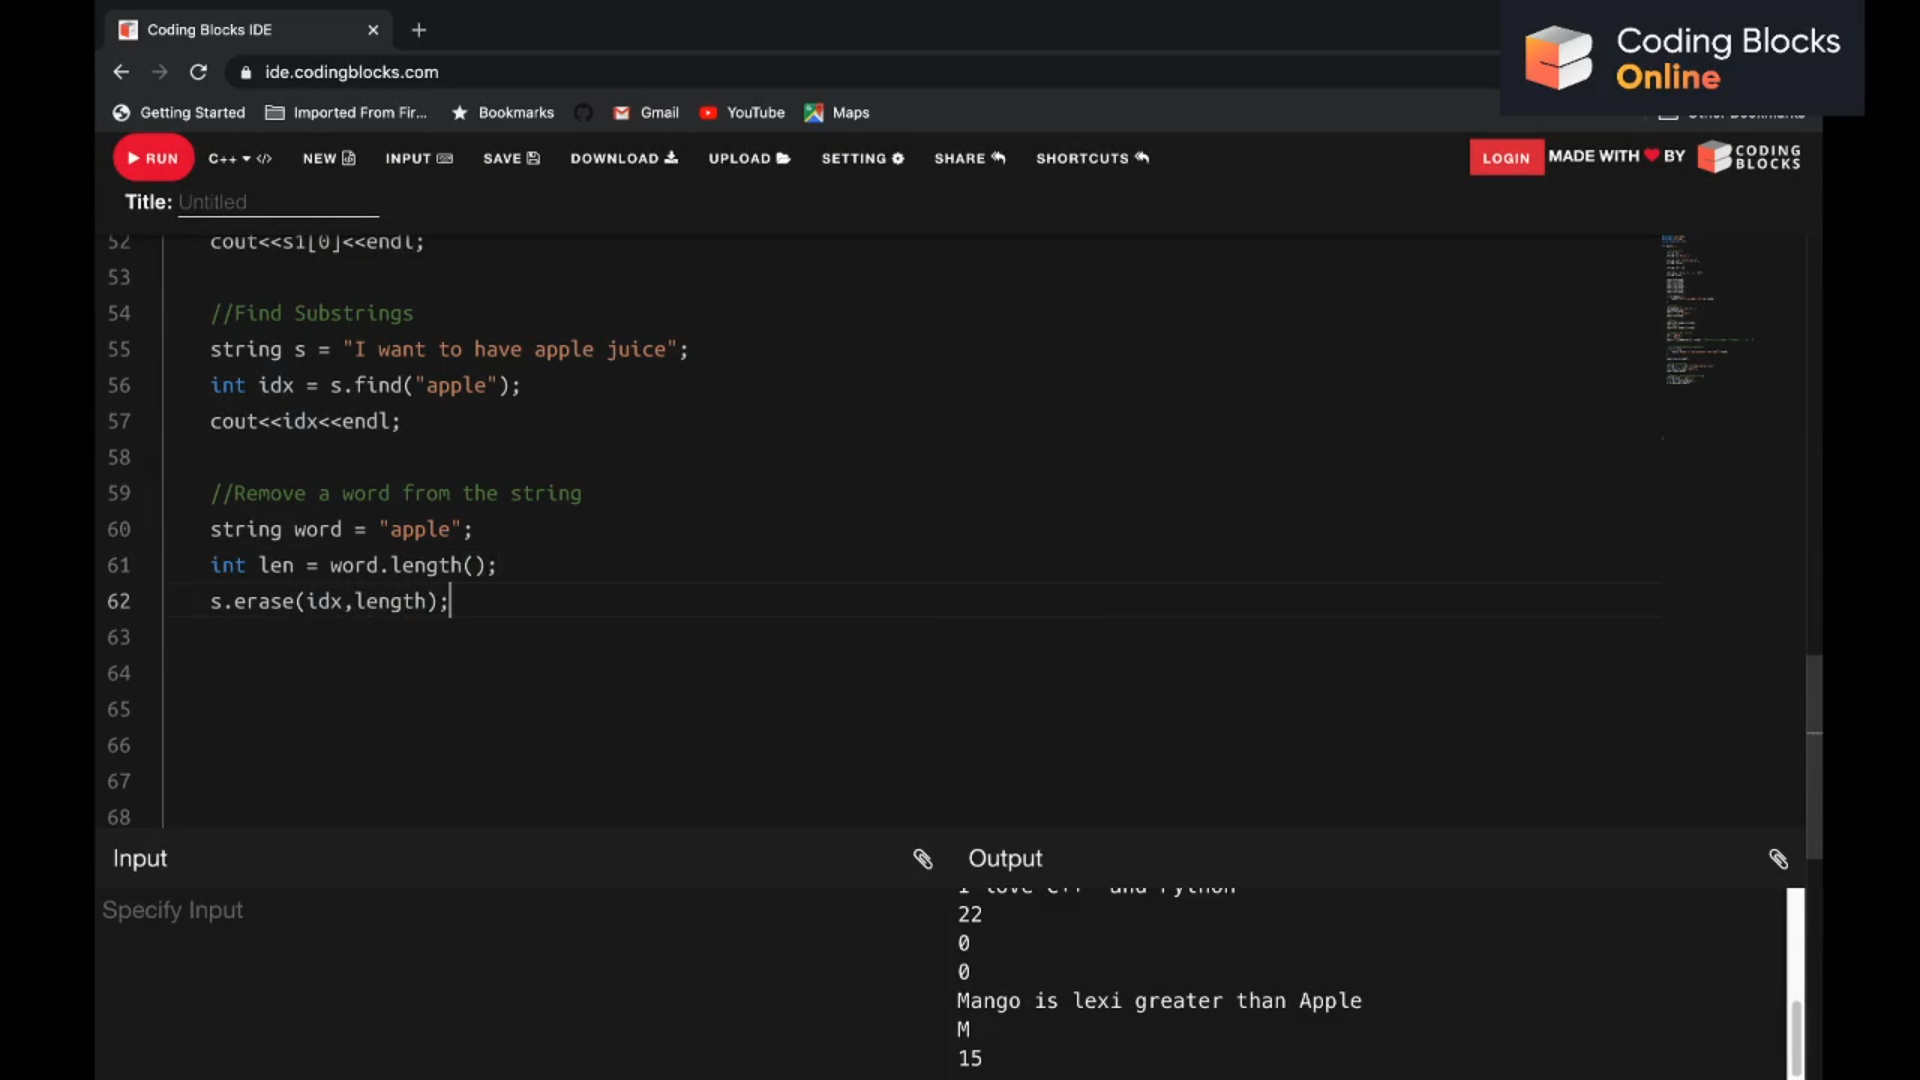 Coding Blocks IDE
Coding Blocks
Online
ide.codingblocks.com
Getting Started Imported From Fir... Bookmarks Gmail YouTube Maps
RUN C++ NEW INPUT SAVE DOWNLOAD UPLOAD SETTING SHARE SHORTCUTS LOGIN MADE WITH BY CODING BLOCKS
Title: Untitled
52 cout<<s1[0]<<endl;
53
54 //Find Substrings
55 string s = "I want to have apple juice";
56 int idx = s.find("apple");
57 cout<<idx<<endl;
58
59 //Remove a word from the string
60 string word = "apple";
61 int len = word.length();
62 s.erase(idx,length);
63
64
65
66
67
68
Input
Output
Specify Input
I love C++ and Python
22
0
0
Mango is lexi greater than Apple
M
15